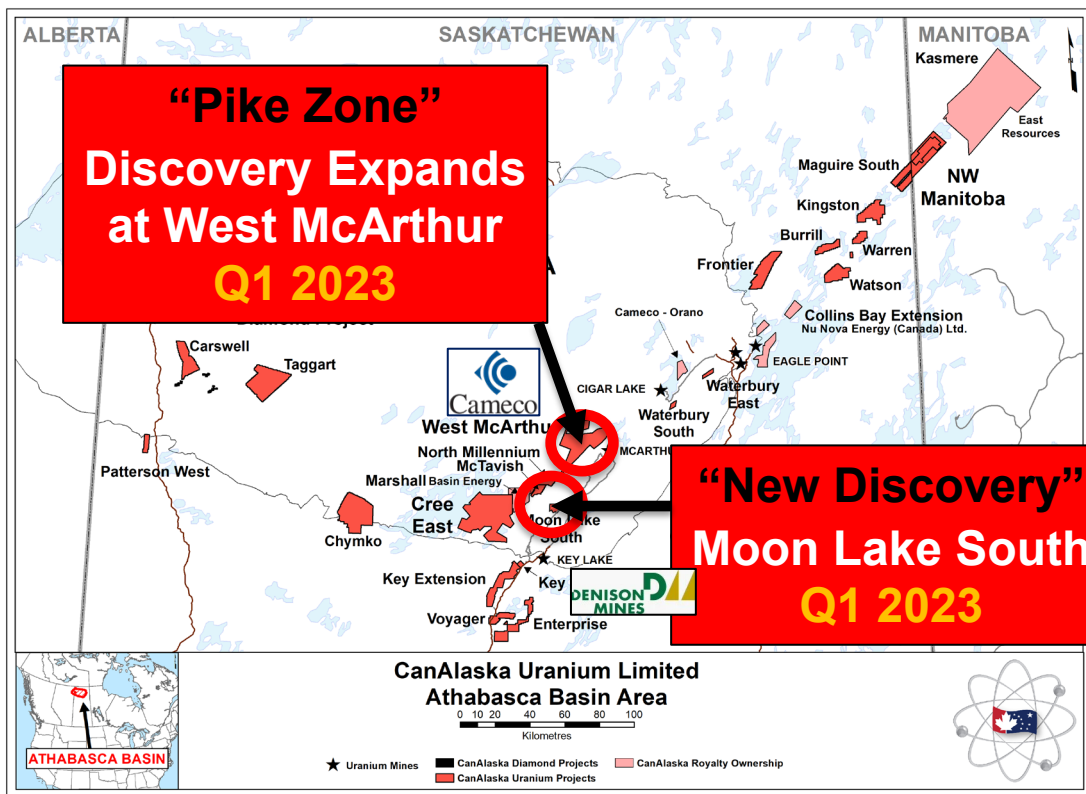 ALBERTA
SASKATCHEWAN
MANITOBA
Kasmere
East
Resources
“Pike Zone”
Discovery Expands
at West McArthur
Q1 2023
Maguire South
NW
Manitoba
Kingston
Burrill
Warren
Frontier
Watson
A
Cameco - Orano
Collins Bay Extension
Nu Nova Energy (Canada) Ltd.
EAGLE POINT
Carswell
Taggart
Cameco
CIGAR LAKE
Waterbury
East
Waterbury
South
West McArthur
MCARTHU
North Millennium
McTavish
Patterson West
Marshall
Basin Energy
Cree
East
Chymko
Moon Lake
South
“New Discovery”
Moon Lake South
Q1 2023
KEY LAKE
Key Extension
Key
DENISON
MINES
Voyager
Enterprise
N
ATHABASCA BASIN
CanAlaska Uranium Limited
Athabasca Basin Area
0 10 20 40 60 80 100
Kilometres
Uranium Mines
CanAlaska Diamond Projects
CanAlaska Royalty Ownership
CanAlaska Uranium Projects